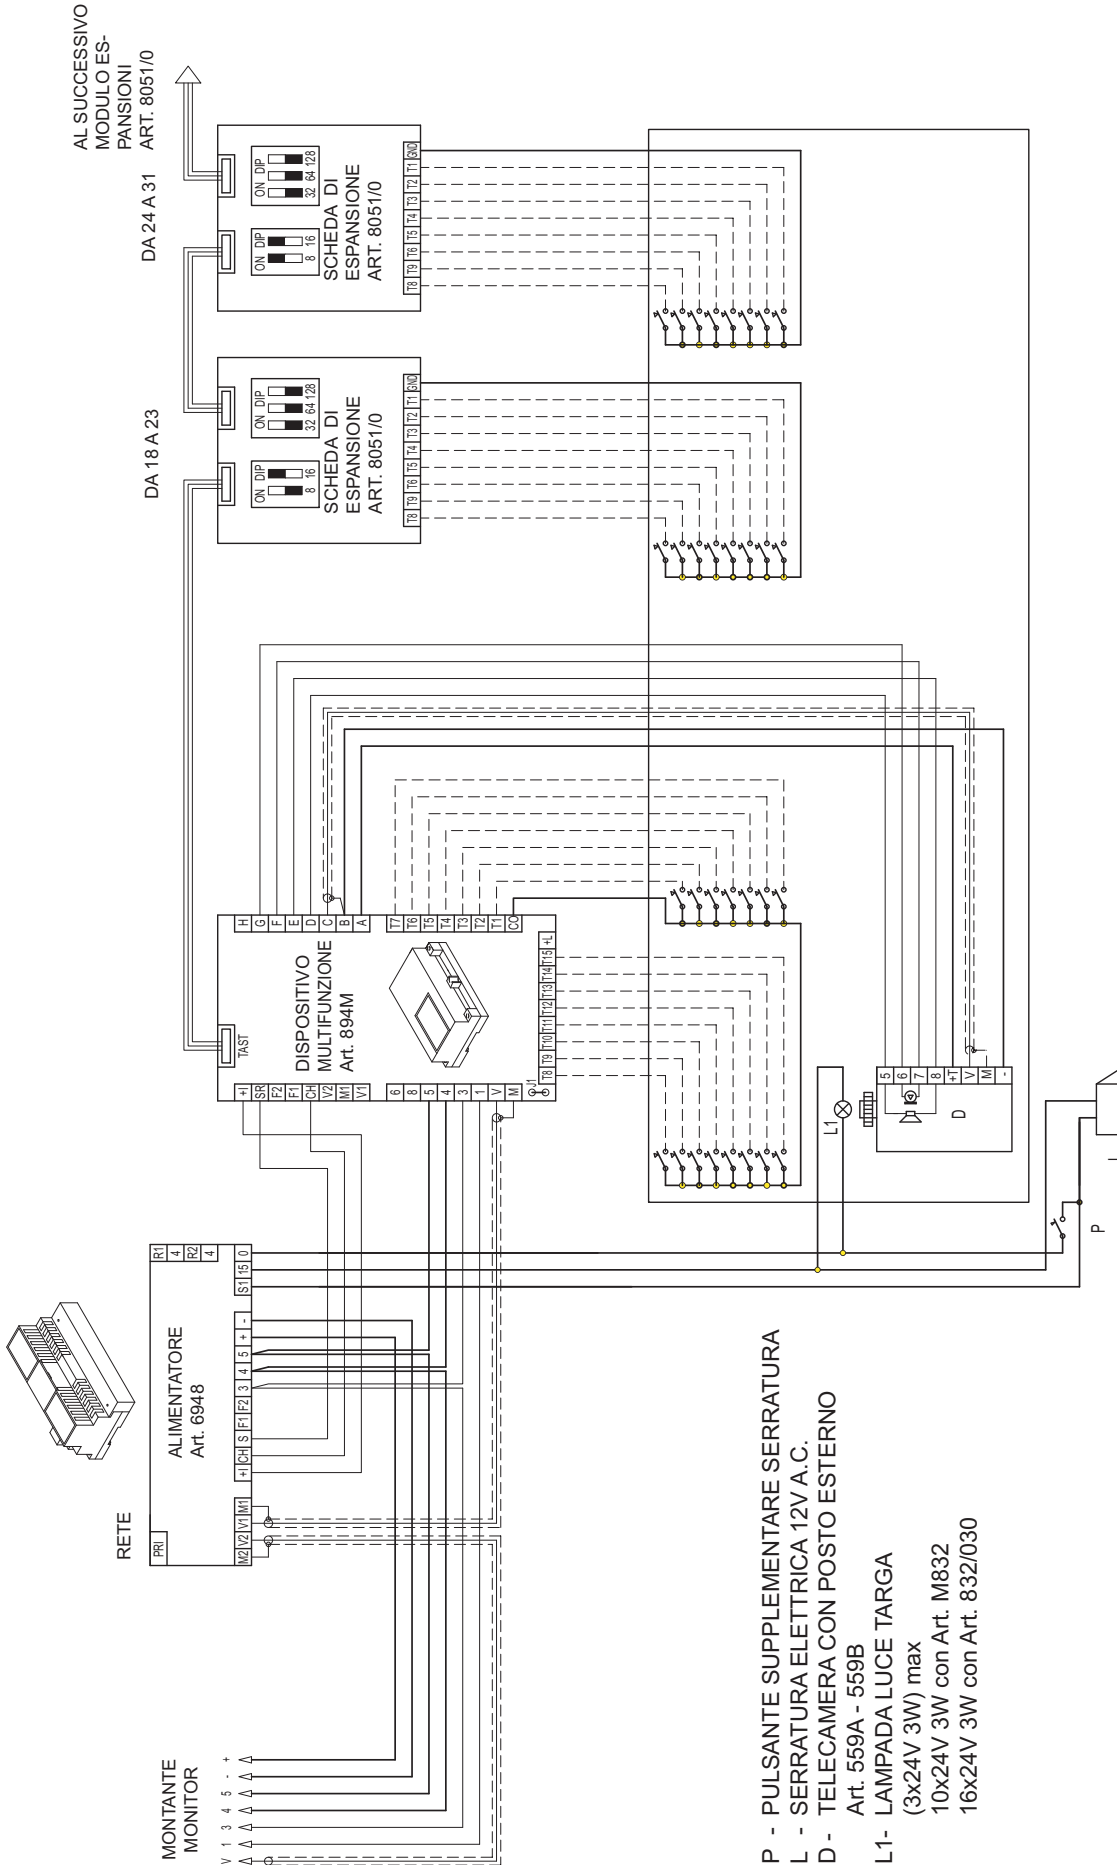 AL SUCCESSIVO
MODULO ES-
PANSIONI
ART. 8051/0
DA 24 A 31
ON DIP
8 16
ON DIP
32 64 128
SCHEDA DI
ESPANSIONE
ART. 8051/0
T8 T9 T6 T5 T4 T3 T2 T1 GND
DA 18 A 23
ON DIP
8 16
ON DIP
32 64 128
SCHEDA DI
ESPANSIONE
ART. 8051/0
T8 T9 T6 T5 T4 T3 T2 T1 GND
TAST
DISPOSITIVO
MULTIFUNZIONE
Art. 894M
+I SR F2 F1 CH V2 M1 V1
6 8 5 4 3 1 V M
J1
H G F E D C B A
T7 T6 T5 T4 T3 T2 T1 CO
T8 T9 T10 T11 T12 T13 T14 T15 +L
RETE
PRI
ALIMENTATORE
Art. 6948
R1 4 R2 4
M2 V2 V1 M1
+I CH S F1 F2 3 4 5 + -
S1 15 0
MONTANTE
MONITOR
V 1 3 4 5 - +
L1
5 6 7 8 +T V M -
D
P
P - PULSANTE SUPPLEMENTARE SERRATURA
L - SERRATURA ELETTRICA 12V A.C.
D - TELECAMERA CON POSTO ESTERNO
Art. 559A - 559B
L1- LAMPADA LUCE TARGA
(3x24V 3W) max
10x24V 3W con Art. M832
16x24V 3W con Art. 832/030